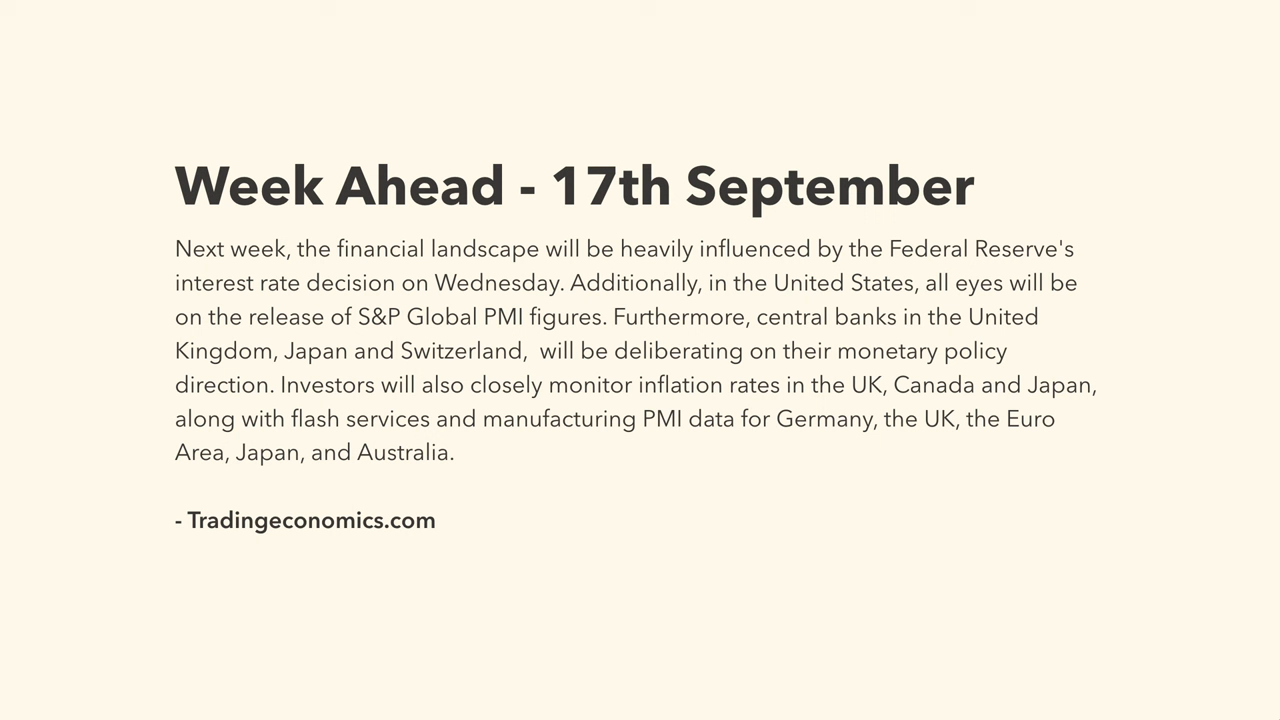 Week Ahead - 17th September
Next week, the financial landscape will be heavily influenced by the Federal Reserve's
interest rate decision on Wednesday. Additionally, in the United States, all eyes will be
on the release of S&P Global PMI figures. Furthermore, central banks in the United
Kingdom, Japan and Switzerland,  will be deliberating on their monetary policy
direction. Investors will also closely monitor inflation rates in the UK, Canada and Japan,
along with flash services and manufacturing PMI data for Germany, the UK, the Euro
Area, Japan, and Australia.
- Tradingeconomics.com